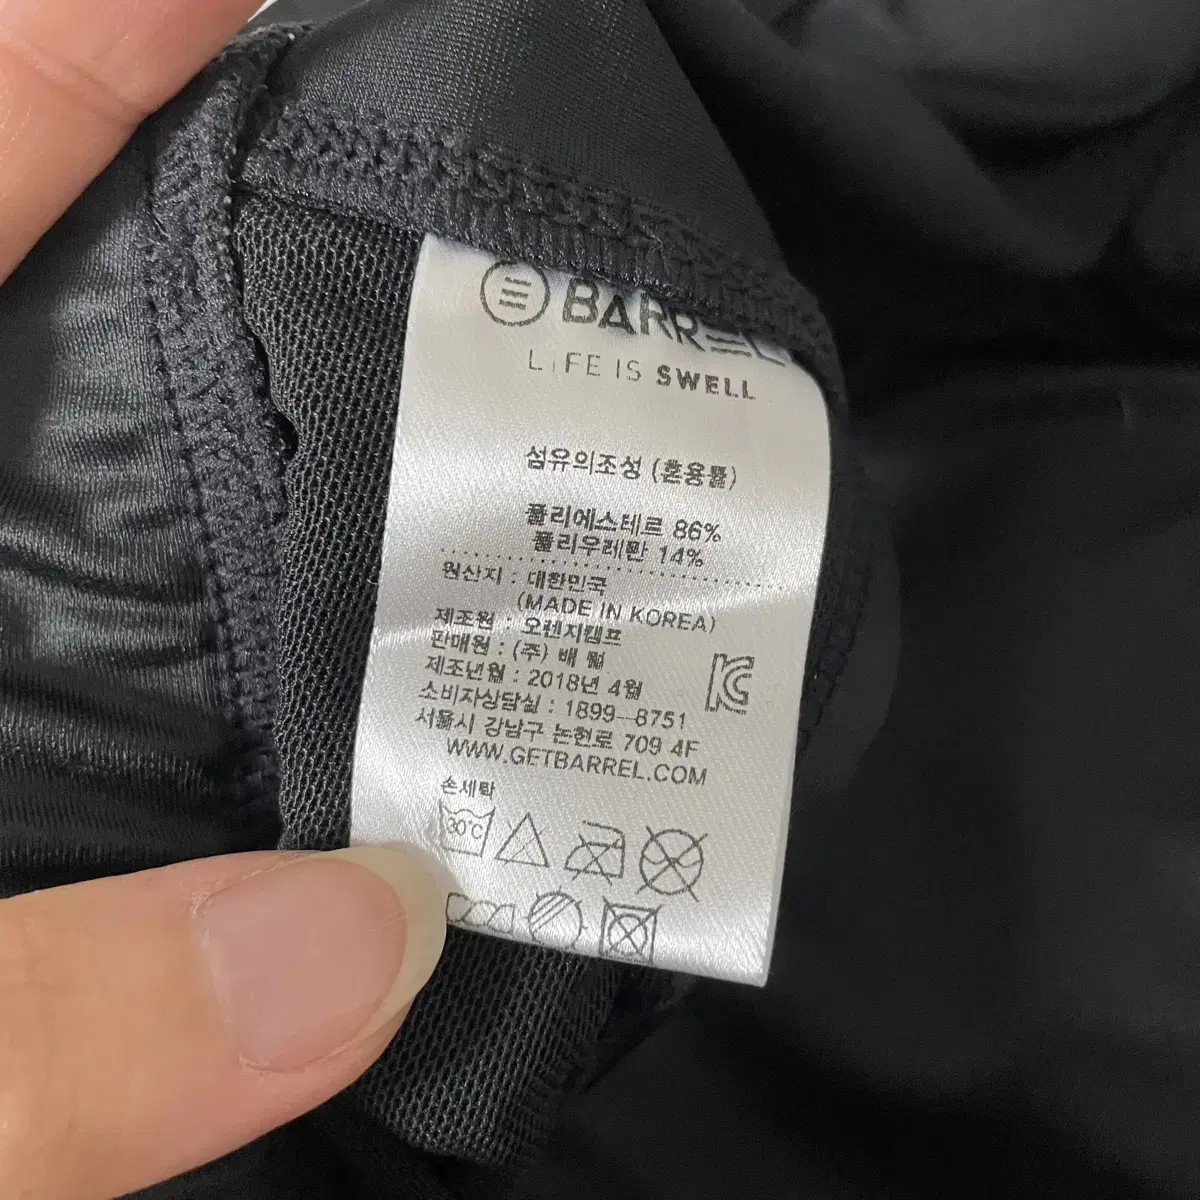 BARREL
LIFE IS SWELL
섬유의조성 (혼용률)
폴리에스테르 86%
폴리우레탄 14%
원산지 : 대한민국
(MADE IN KOREA)
제조원 : 오렌지캠프
판매원 : (주) 배 럴
제조년월 : 2018년 4월
소비자상담실 : 1899-8751
서울시 강남구 논현로 709 4F
WWW.GETBARREL.COM
손세탁
30℃